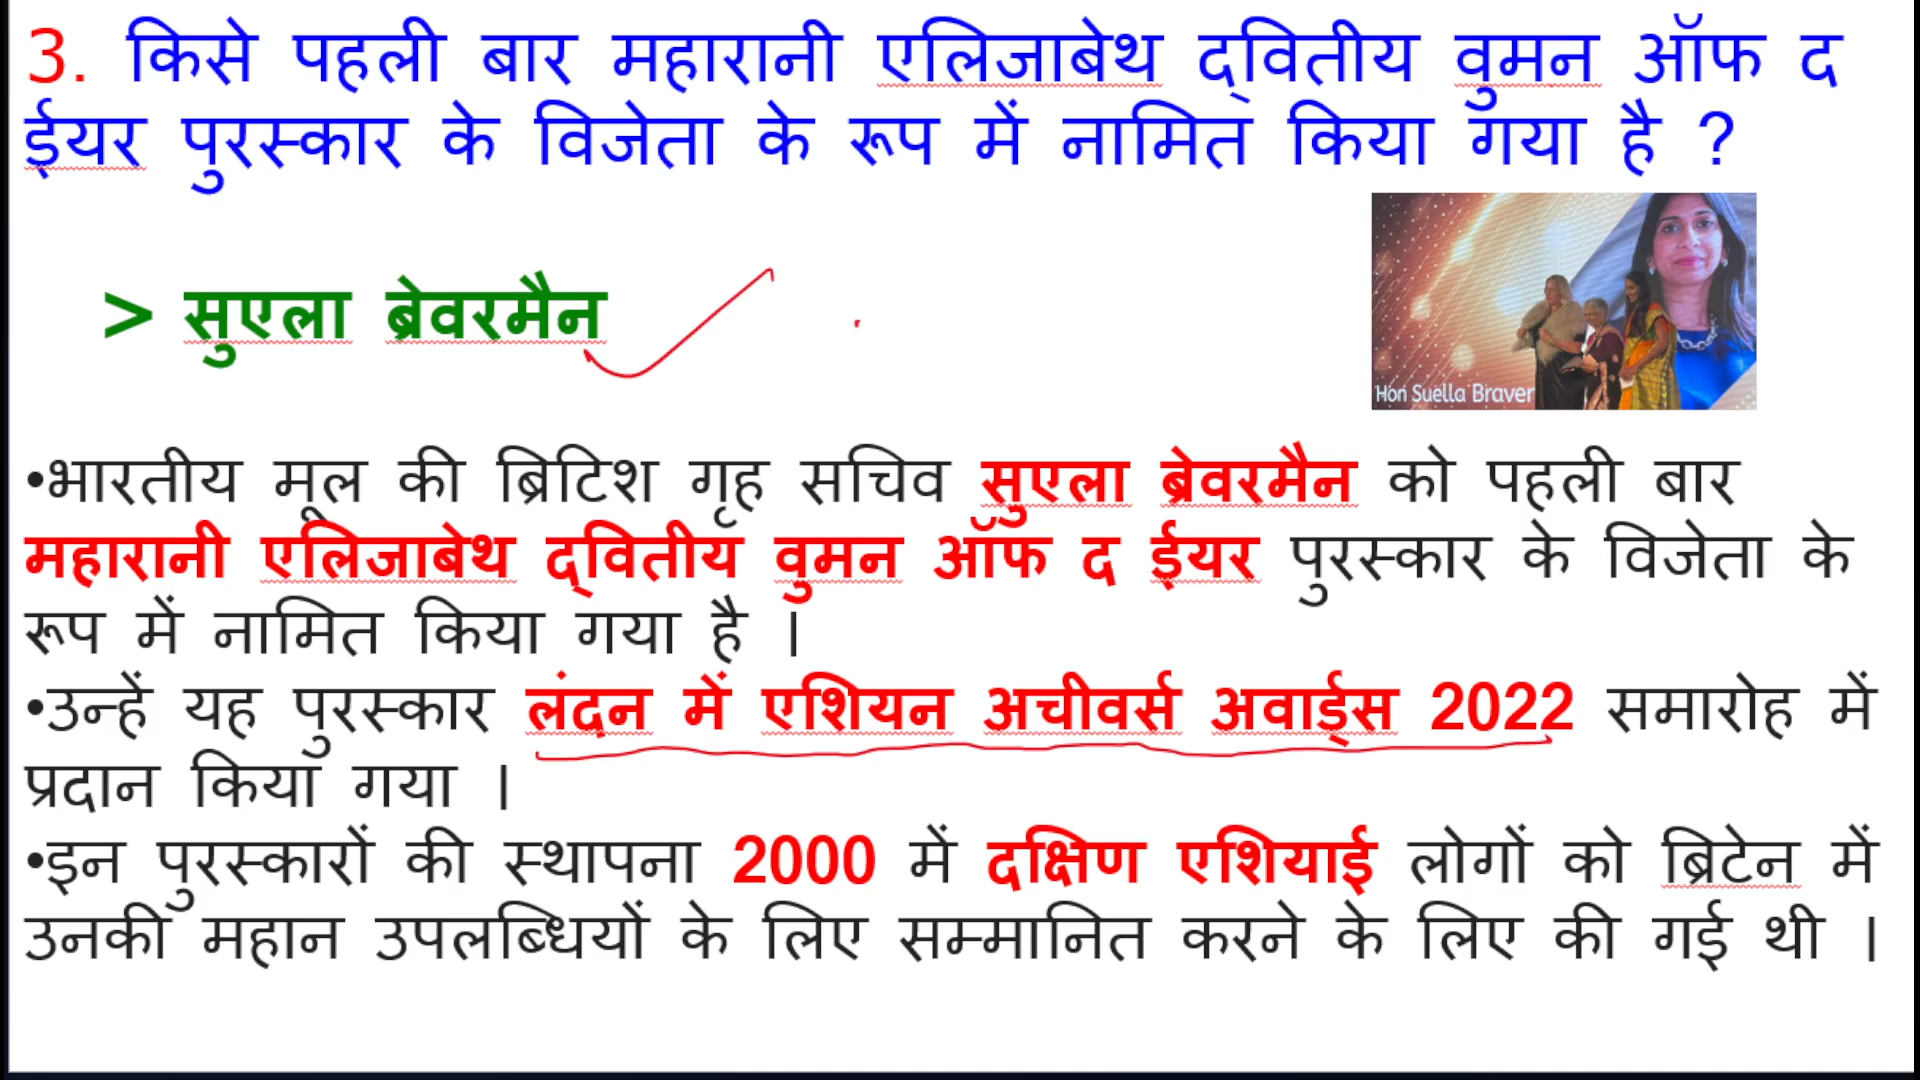 3. किसे पहली बार महारानी एलिजाबेथ द्वितीय वुमन ऑफ द
ईयर पुरस्कार के विजेता के रूप में नामित किया गया है ?
> सुएला ब्रेवरमैन
Hon Suella Braver
•भारतीय मूल की ब्रिटिश गृह सचिव सुएला ब्रेवरमैन को पहली बार
महारानी एलिजाबेथ द्वितीय वुमन ऑफ द ईयर पुरस्कार के विजेता के
रूप में नामित किया गया है ।
•उन्हें यह पुरस्कार लंदन में एशियन अचीवर्स अवार्ड्स 2022 समारोह में
प्रदान किया गया ।
•इन पुरस्कारों की स्थापना 2000 में दक्षिण एशियाई लोगों को ब्रिटेन में
उनकी महान उपलब्धियों के लिए सम्मानित करने के लिए की गई थी ।